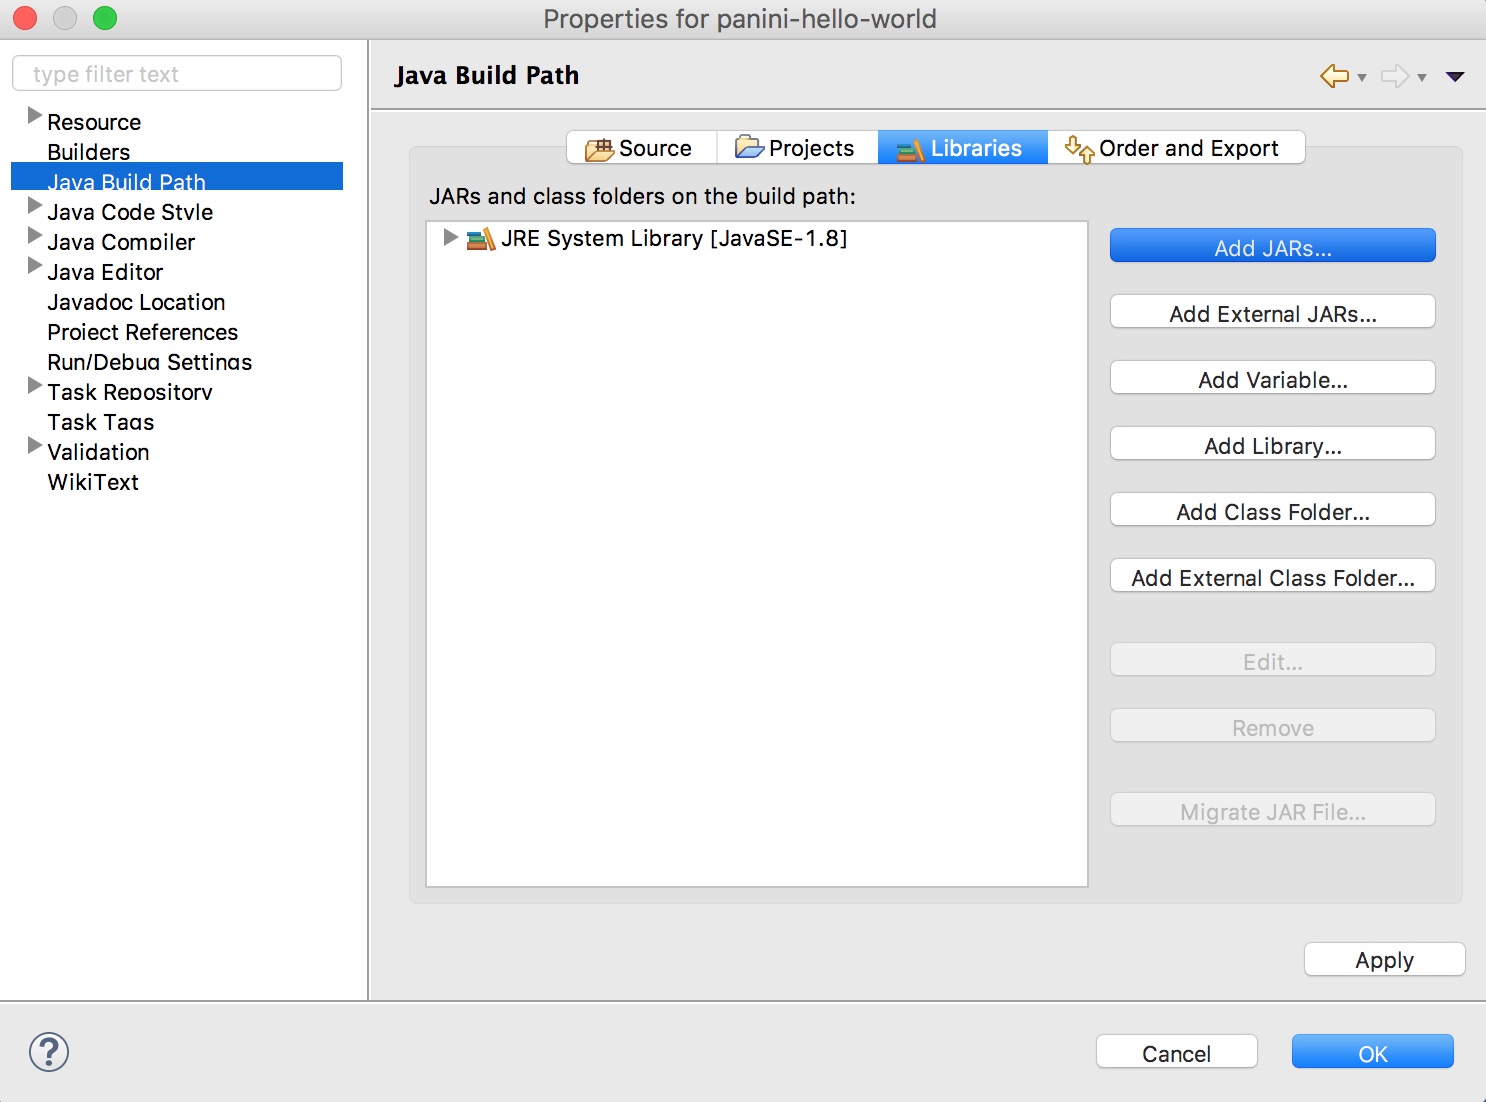 Properties for panini-hello-world
type filter text
Resource
Builders
Java Build Path
Java Code Style
Java Compiler
Java Editor
Javadoc Location
Project References
Run/Debug Settings
Task Repository
Task Tags
Validation
WikiText
Java Build Path
Source Projects Libraries Order and Export
JARs and class folders on the build path:
JRE System Library [JavaSE-1.8]
Add JARs...
Add External JARs...
Add Variable...
Add Library...
Add Class Folder...
Add External Class Folder...
Edit...
Remove
Migrate JAR File...
Apply
?
Cancel OK